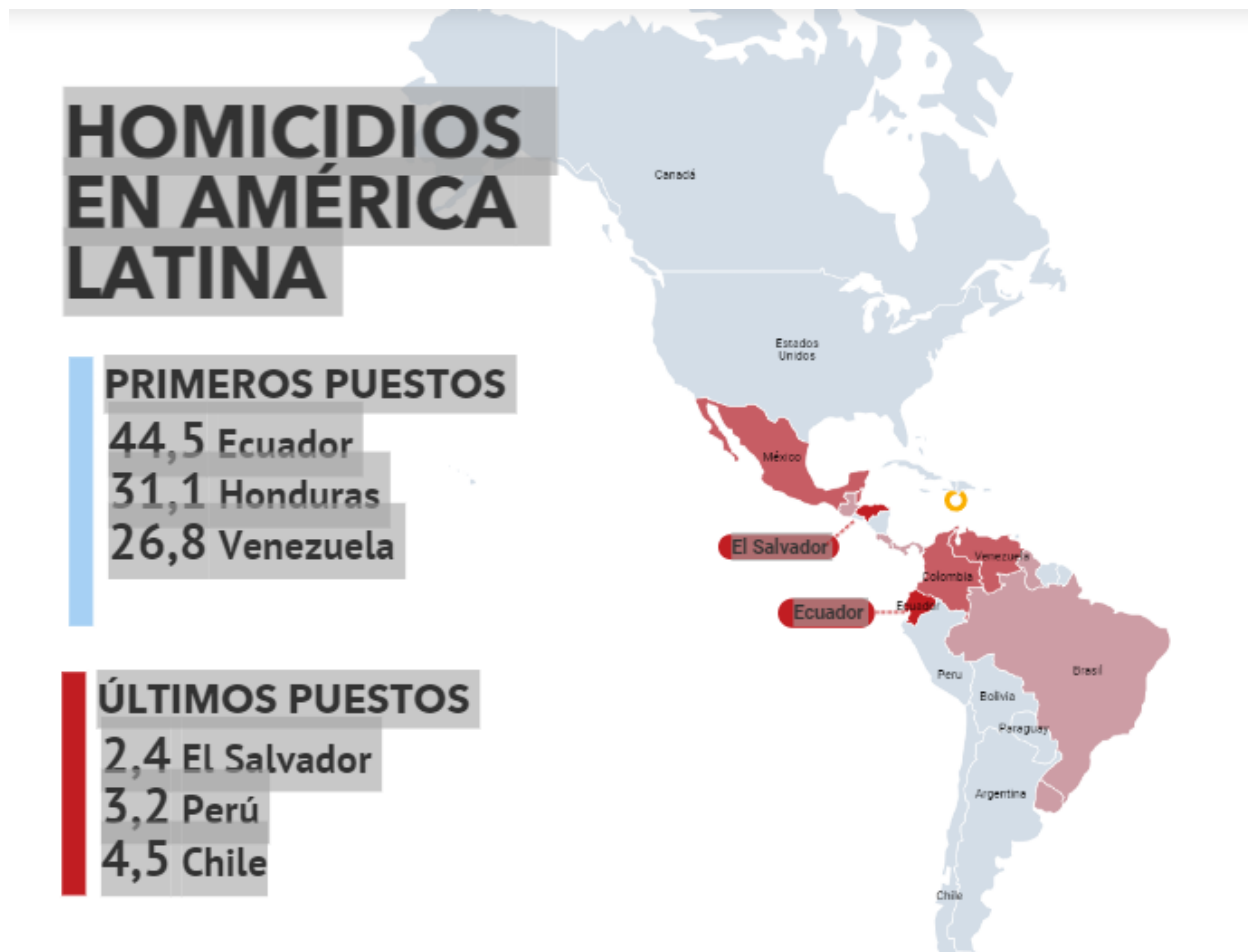 HOMICIDIOS
EN AMÉRICA
LATINA
PRIMEROS PUESTOS
44,5 Ecuador
31,1 Honduras
26,8 Venezuela
ÚLTIMOS PUESTOS
2,4 El Salvador
3,2 Perú
4,5 Chile
Canadá
Estados
Unidos
México
El Salvador
Venezuela
Colombia
Ecuador
Ecuador
Brasil
Peru
Bolivia
Paraguay
Argentina
Chile